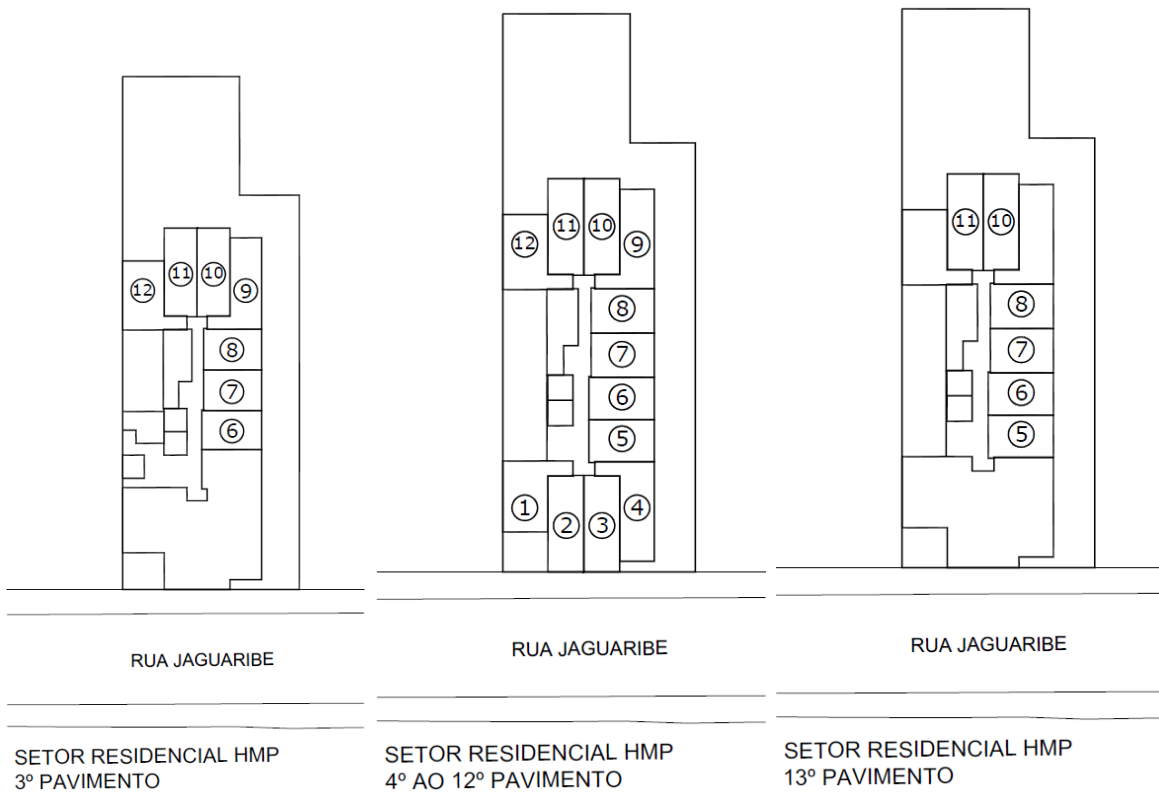 11
10
12
9
8
7
6
RUA JAGUARIBE
SETOR RESIDENCIAL HMP
3º PAVIMENTO
11
10
12
9
8
7
6
5
1
4
2
3
RUA JAGUARIBE
SETOR RESIDENCIAL HMP
4º AO 12º PAVIMENTO
11
10
8
7
6
5
RUA JAGUARIBE
SETOR RESIDENCIAL HMP
13º PAVIMENTO